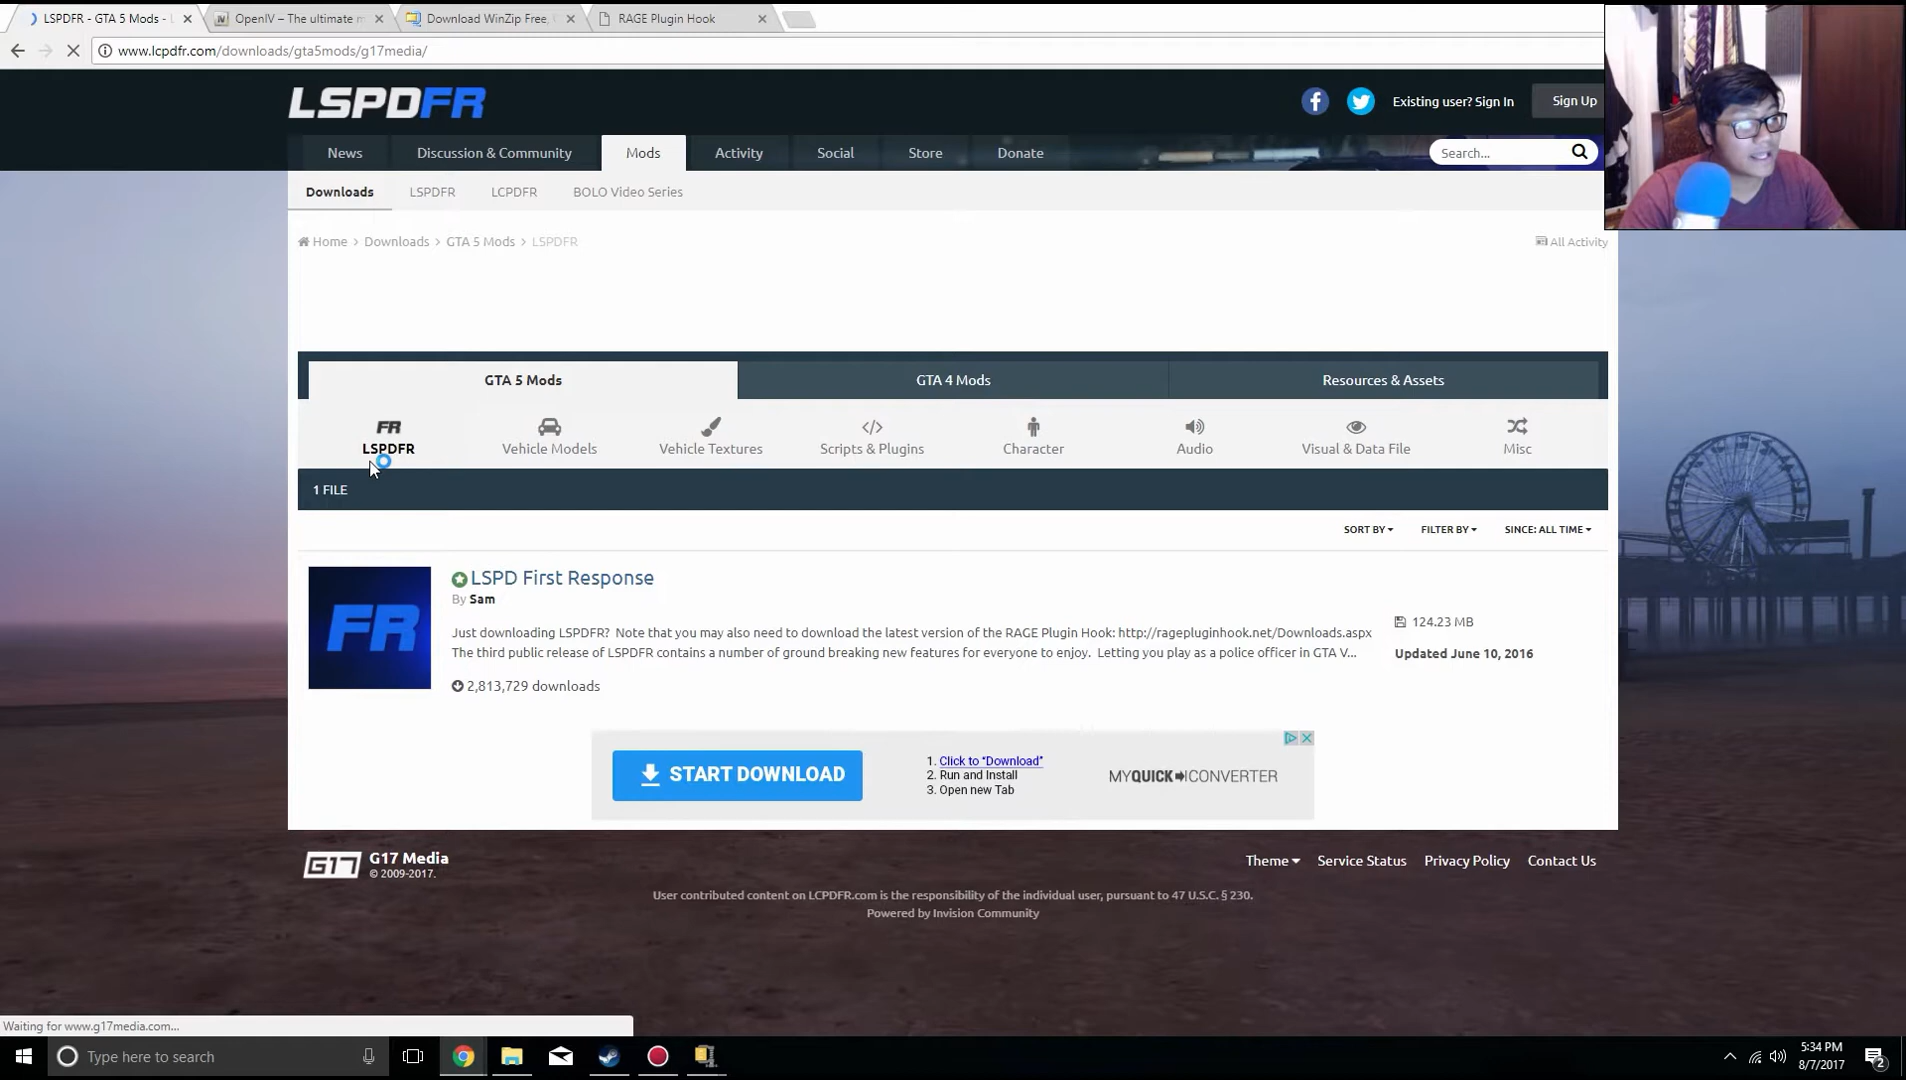 LSPDFR - GTA 5 Mods - L
OpenIV – The ultimate m
Download WinZip Free,
RAGE Plugin Hook
www.lcpdfr.com/downloads/gta5mods/g17media/
LSPDFR
Existing user? Sign In
Sign Up
News
Discussion & Community
Mods
Activity
Social
Store
Donate
Search...
Downloads
LSPDFR
LCPDFR
BOLO Video Series
Home > Downloads > GTA 5 Mods > LSPDFR
All Activity
GTA 5 Mods
GTA 4 Mods
Resources & Assets
FR
LSPDFR
Vehicle Models
Vehicle Textures
Scripts & Plugins
Character
Audio
Visual & Data File
Misc
1 FILE
SORT BY
FILTER BY
SINCE: ALL TIME
FR
LSPD First Response
By Sam
Just downloading LSPDFR? Note that you may also need to download the latest version of the RAGE Plugin Hook: http://ragepluginhook.net/Downloads.aspx
The third public release of LSPDFR contains a number of ground breaking new features for everyone to enjoy. Letting you play as a police officer in GTA V...
2,813,729 downloads
124.23 MB
Updated June 10, 2016
START DOWNLOAD
1. Click to "Download"
2. Run and Install
3. Open new Tab
MYQUICKCONVERTER
G17
G17 Media
© 2009-2017.
Theme
Service Status
Privacy Policy
Contact Us
User contributed content on LCPDFR.com is the responsibility of the individual user, pursuant to 47 U.S.C. § 230.
Powered by Invision Community
Waiting for www.g17media.com...
Type here to search
5:34 PM
8/7/2017
2